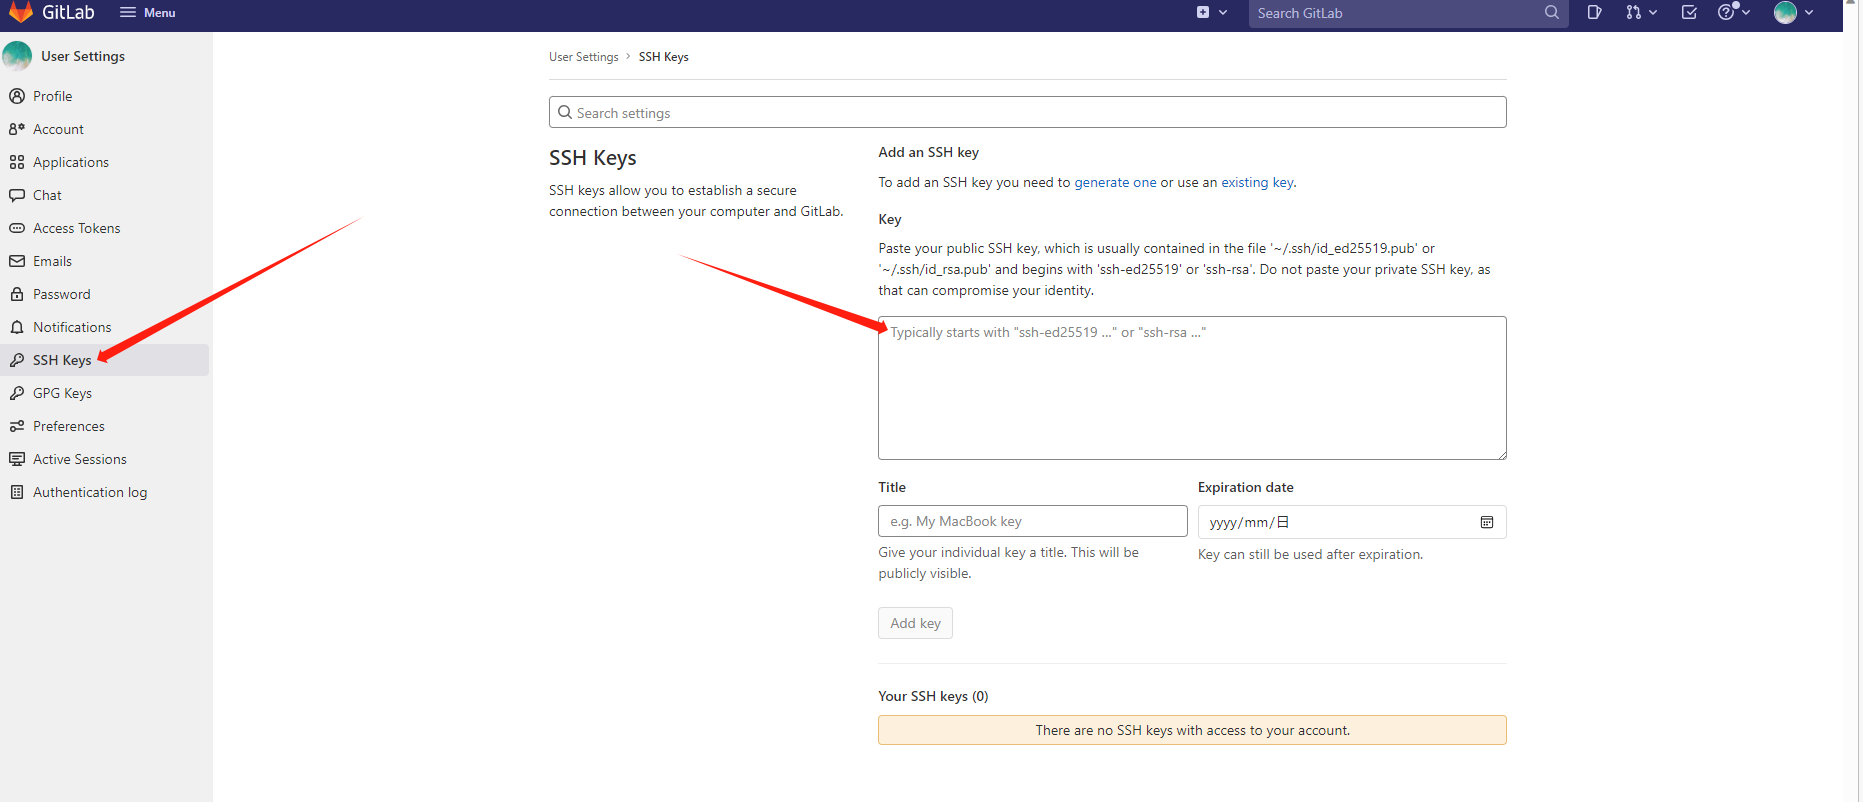 GitLab
Menu
Search GitLab
User Settings
Profile
Account
Applications
Chat
Access Tokens
Emails
Password
Notifications
SSH Keys
GPG Keys
Preferences
Active Sessions
Authentication log
User Settings › SSH Keys
Search settings
SSH Keys
SSH keys allow you to establish a secure
connection between your computer and GitLab.
Add an SSH key
To add an SSH key you need to generate one or use an existing key.
Key
Paste your public SSH key, which is usually contained in the file '~/.ssh/id_ed25519.pub' or
'~/.ssh/id_rsa.pub' and begins with 'ssh-ed25519' or 'ssh-rsa'. Do not paste your private SSH key, as
that can compromise your identity.
Typically starts with "ssh-ed25519 ..." or "ssh-rsa ..."
Title
e.g. My MacBook key
Give your individual key a title. This will be
publicly visible.
Expiration date
yyyy/mm/日
Key can still be used after expiration.
Add key
Your SSH keys (0)
There are no SSH keys with access to your account.